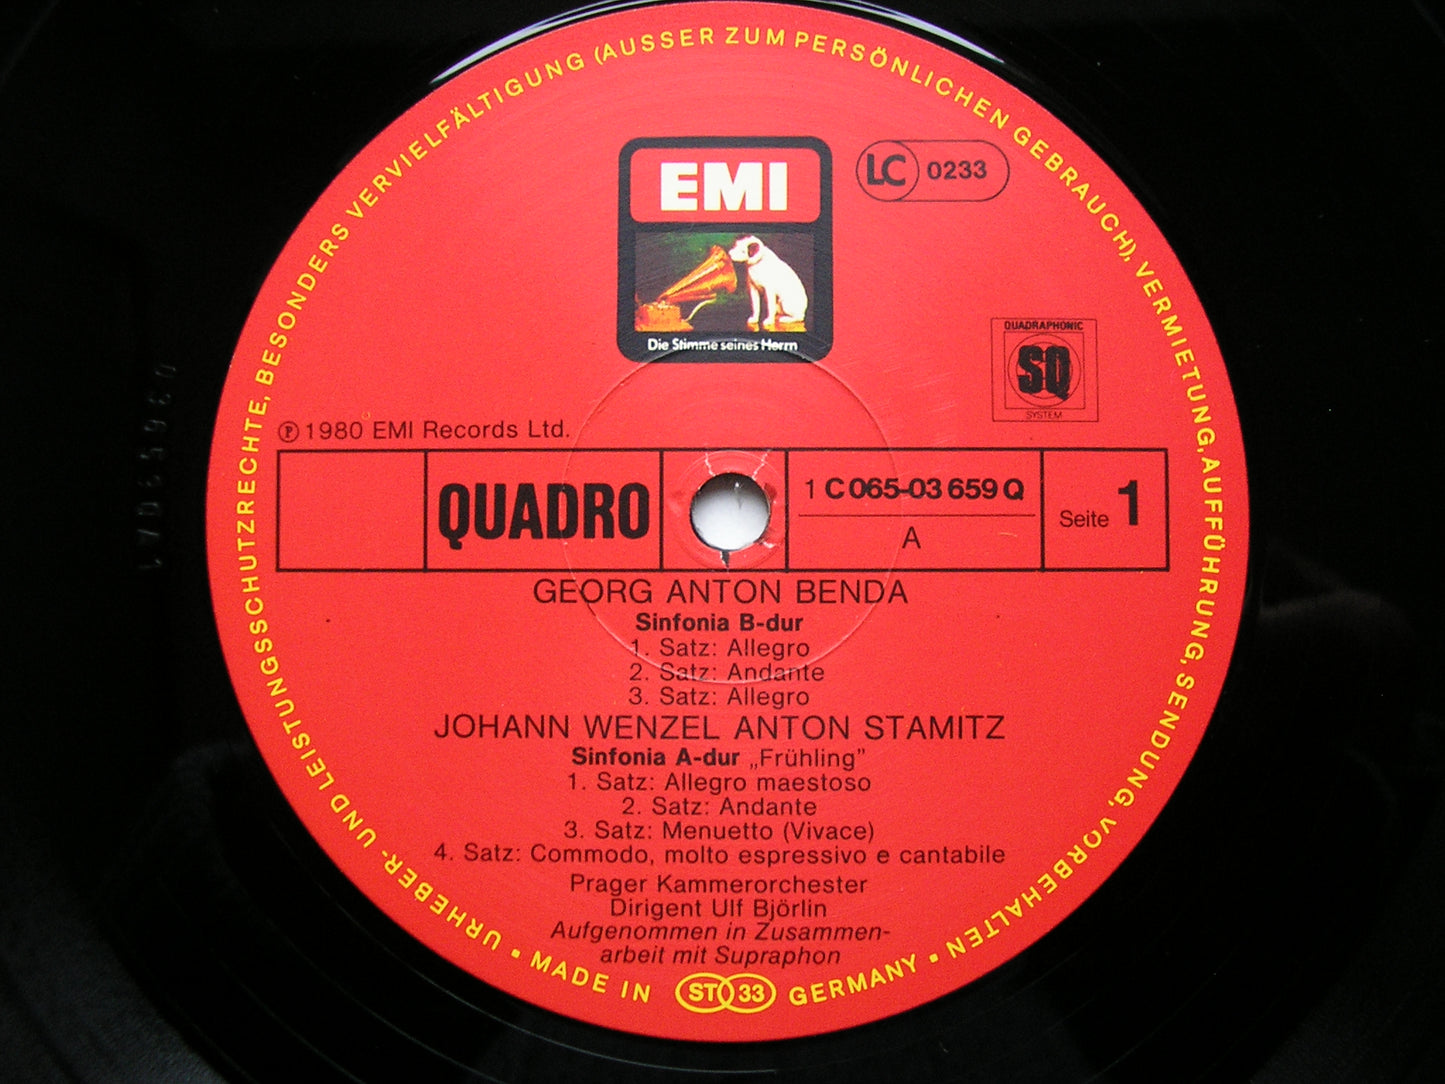 URHEBER- UND LEISTUNGSSCHUTZRECHTE, BESONDERS VERVIELFÄLTIGUNG (AUSSER ZUM PERSÖNLICHEN GEBRAUCH), VERMIETUNG, AUFFÜHRUNG, SENDUNG, VORBEHALTEN •
EMI
LC 0233
Die Stimme seines Herrn
QUADRAPHONIC
SQ
SYSTEM
℗ 1980 EMI Records Ltd.
QUADRO
1 C 065-03 659 Q
A
Seite 1
GEORG ANTON BENDA
Sinfonia B-dur
1. Satz: Allegro
2. Satz: Andante
3. Satz: Allegro
JOHANN WENZEL ANTON STAMITZ
Sinfonia A-dur „Frühling"
1. Satz: Allegro maestoso
2. Satz: Andante
3. Satz: Menuetto (Vivace)
4. Satz: Commodo, molto espressivo e cantabile
Prager Kammerorchester
Dirigent Ulf Björlin
Aufgenommen in Zusammen-
arbeit mit Supraphon
• MADE IN ST 33 GERMANY